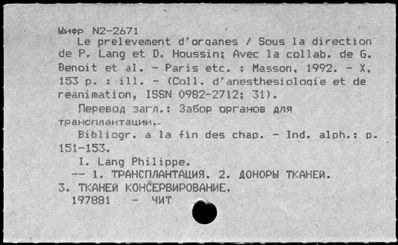 Шифр N2-2671
Le prelevement d'organes / Sous la direction
de P. Lang et D. Houssin; Avec la collab. de G.
Benoit et al. - Paris etc. : Masson, 1992. - X,
153 p. : ill. - (Coll. d'anesthesiologie et de
reanimation, ISSN 0982-2712; 31).
Перевод загл.: Забор органов для
трансплантации.
Bibliogr. a la fin des chap. - Ind. alph.: p.
151-153.
I. Lang Philippe.
-- 1. ТРАНСПЛАНТАЦИЯ. 2. ДОНОРЫ ТКАНЕЙ.
3. ТКАНЕЙ КОНСЕРВИРОВАНИЕ.
197881 - ЧИТ